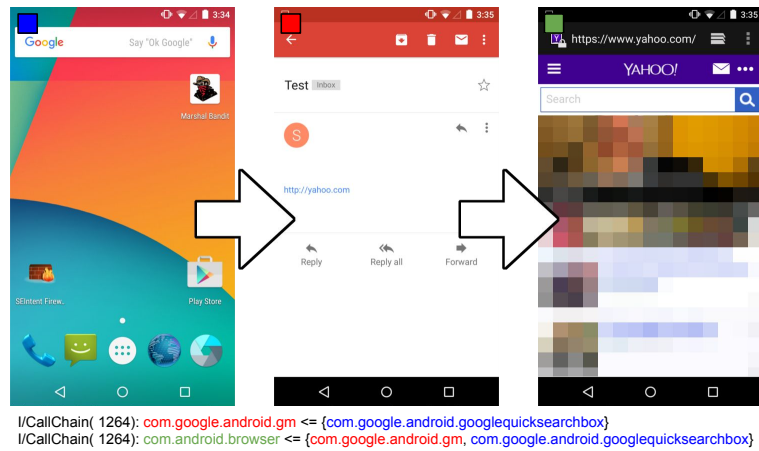 3:34
Google Say "Ok Google"
Marshal Bandit
SEIntent Firew..
Play Store
3:35
Test Inbox
S
http://yahoo.com
Reply Reply all Forward
3:35
Y https://www.yahoo.com/
YAHOO!
Search
I/CallChain( 1264): com.google.android.gm <= {com.google.android.googlequicksearchbox}
I/CallChain( 1264): com.android.browser <= {com.google.android.gm, com.google.android.googlequicksearchbox}